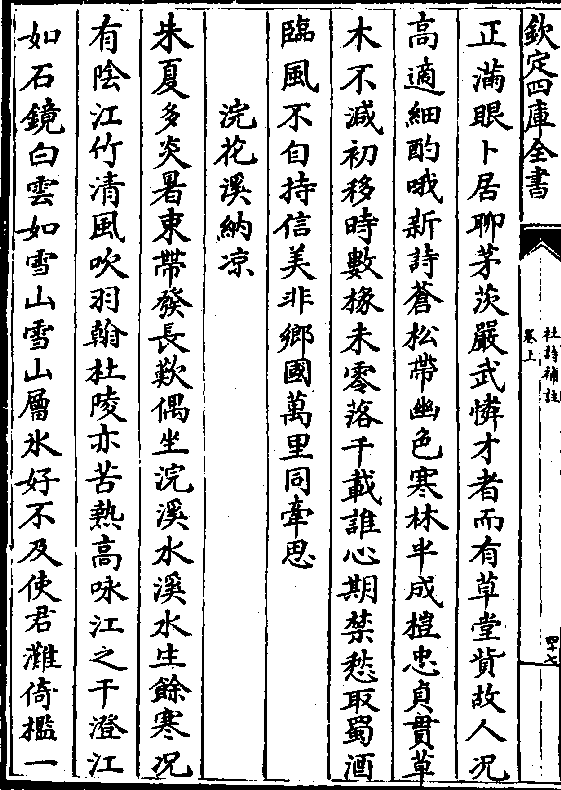 欽定四庫全書
杜詩補註
卷上
四十七
正滿眼卜居聊茅茨嚴武憐才者而有草堂貲故人况
高適細酌哦新詩蒼松帶幽色寒林半成榿忠貞貫草
木不減初移時數椽未零落千載誰心期禁愁取蜀酒
臨風不自持信美非鄉國萬里同牽思
浣花溪納凉
朱夏多炎暑東帶發長歎偶坐浣溪水溪水生餘寒况
有陰江竹清風吹羽翰杜陵亦苦熱高咏江之干澄江
如石鏡白雲如雪山雪山層氷好不及使君灘倚檻一